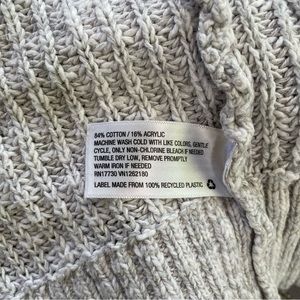 84% COTTON / 16% ACRYLIC
MACHINE WASH COLD WITH LIKE COLORS, GENTLE
CYCLE, ONLY NON-CHLORINE BLEACH IF NEEDED
TUMBLE DRY LOW, REMOVE PROMPTLY
WARM IRON IF NEEDED
RN17730 VN1262180
LABEL MADE FROM 100% RECYCLED PLASTIC